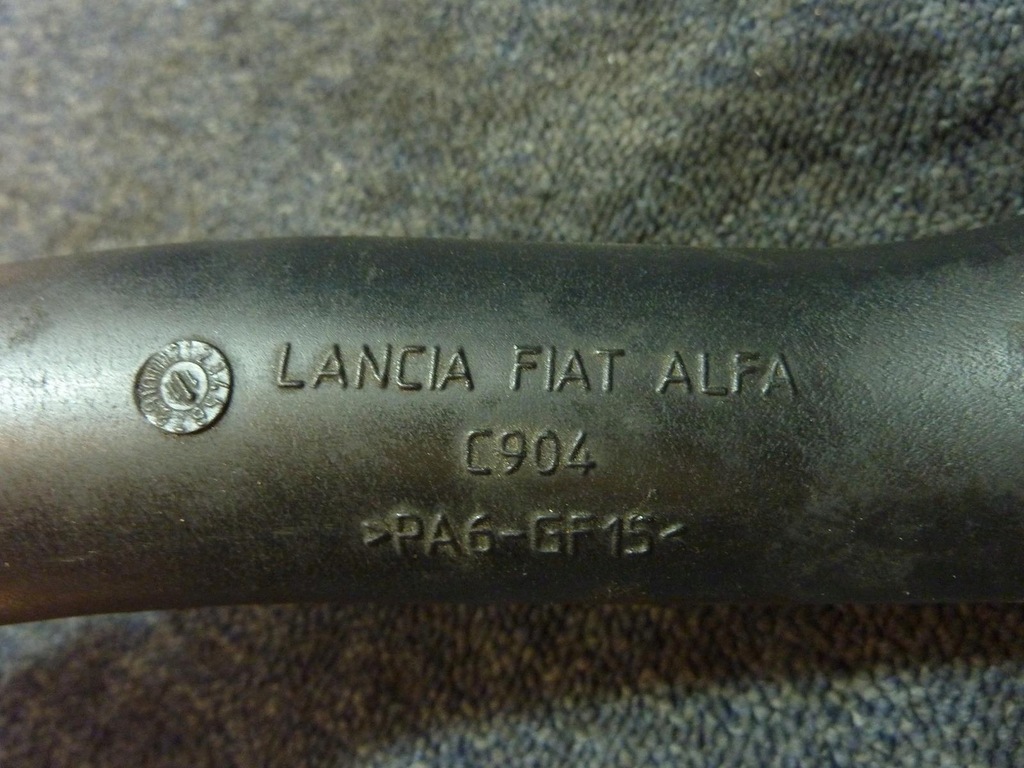 LANCIA FIAT ALFA
C904
>PA6-GF15<